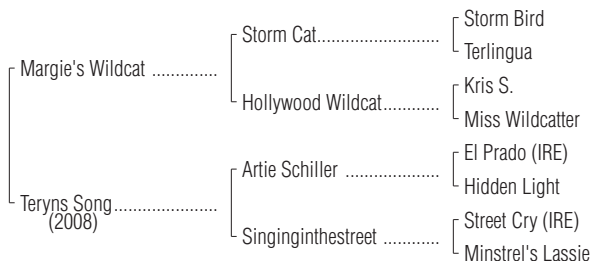 Storm Bird
Storm Cat..........................
Terlingua
Margie's Wildcat ..............
Kris S.
Hollywood Wildcat............
Miss Wildcatter
El Prado (IRE)
Artie Schiller ....................
Hidden Light
Teryns Song......................
(2008)
Street Cry (IRE)
Singinginthestreet ............
Minstrel's Lassie